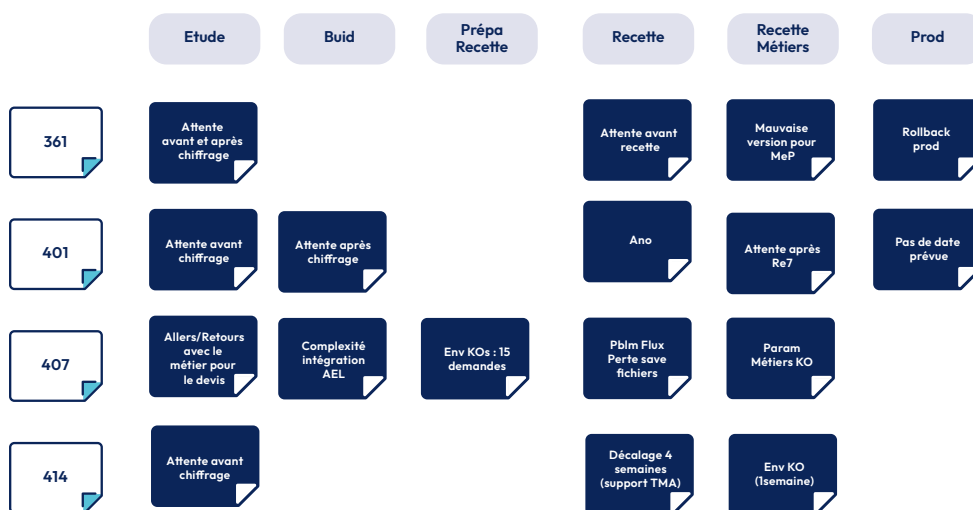 Etude
Buid
Prépa
Recette
Recette
Recette
Métiers
Prod
361
Attente
avant et après
chiffrage
Attente avant
recette
Mauvaise
version pour
MeP
Rollback
prod
401
Attente avant
chiffrage
Attente après
chiffrage
Ano
Attente après
Re7
Pas de date
prévue
407
Allers/Retours
avec le
métier pour
le devis
Complexité
intégration
AEL
Env KOs : 15
demandes
Pblm Flux
Perte save
fichiers
Param
Métiers KO
414
Attente avant
chiffrage
Décalage 4
semaines
(support TMA)
Env KO
(1semaine)